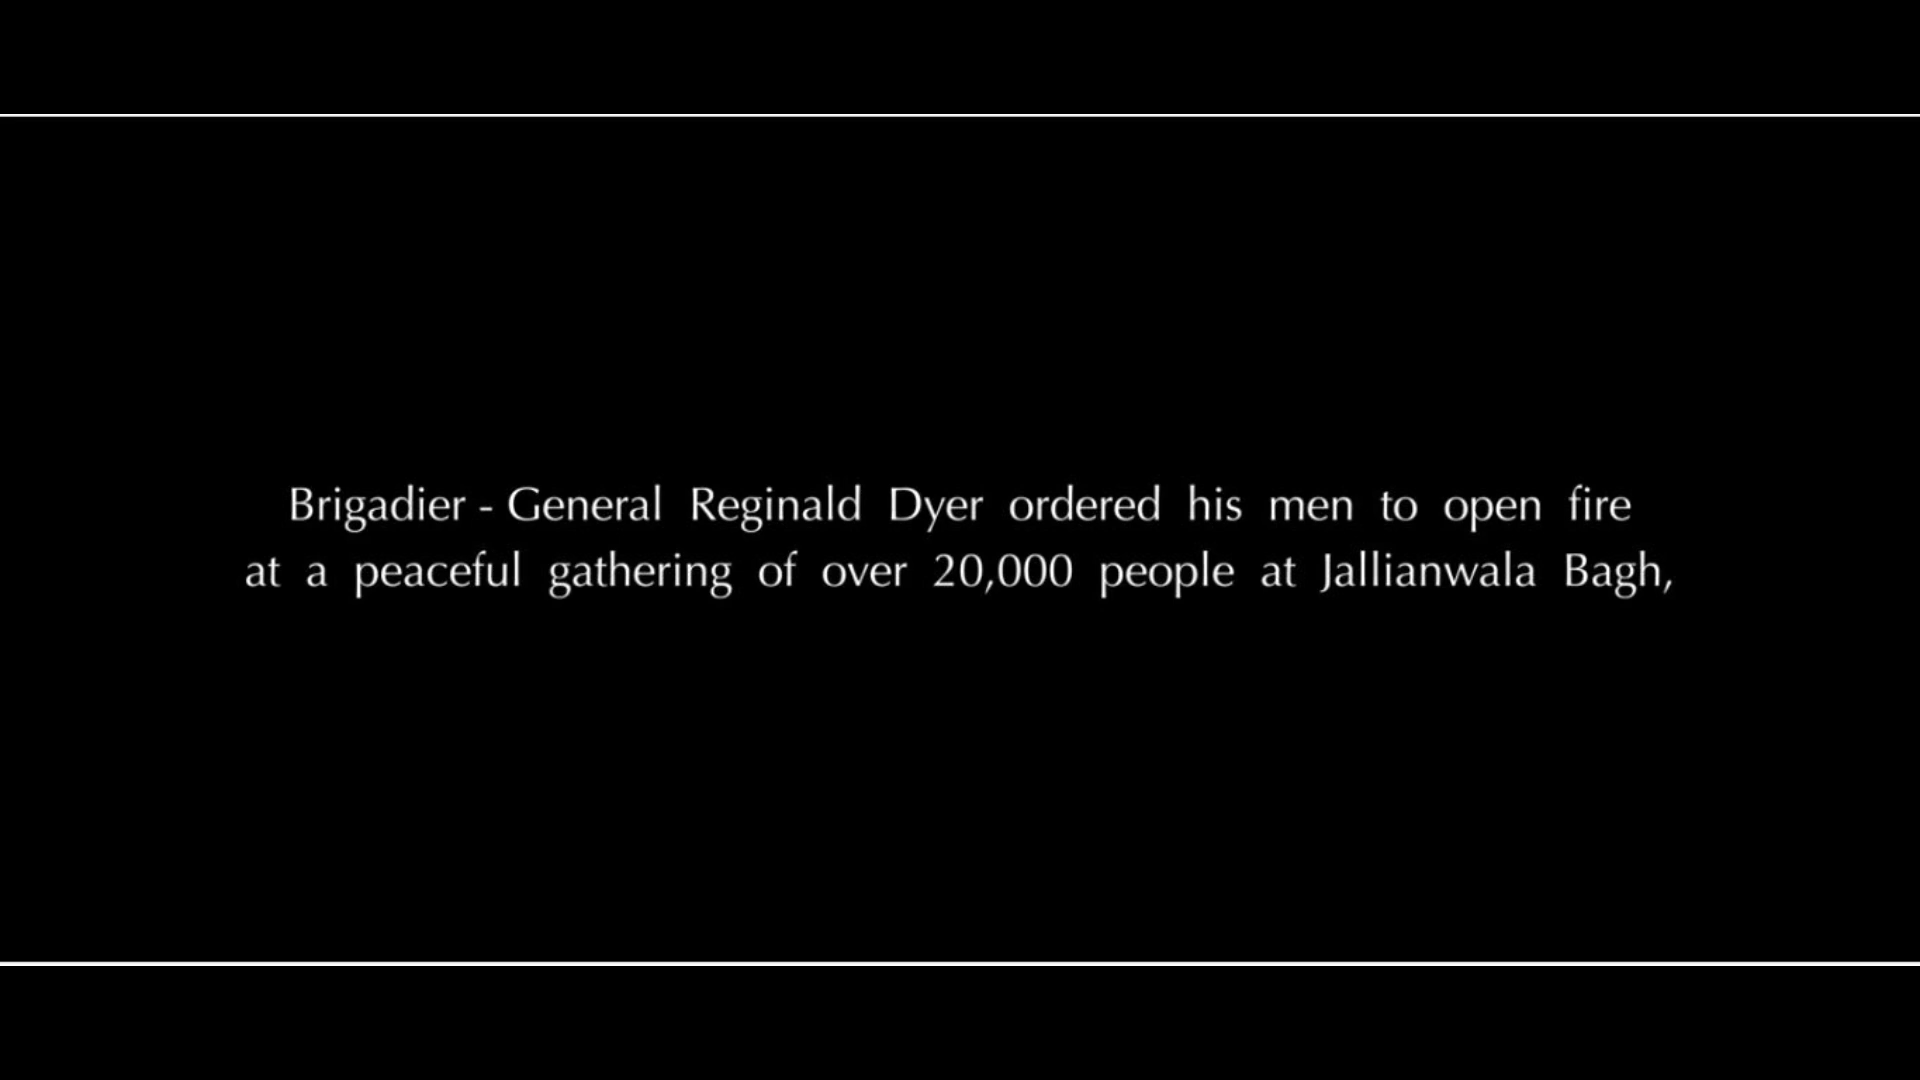 Brigadier - General Reginald Dyer ordered his men to open fire
at a peaceful gathering of over 20,000 people at Jallianwala Bagh,